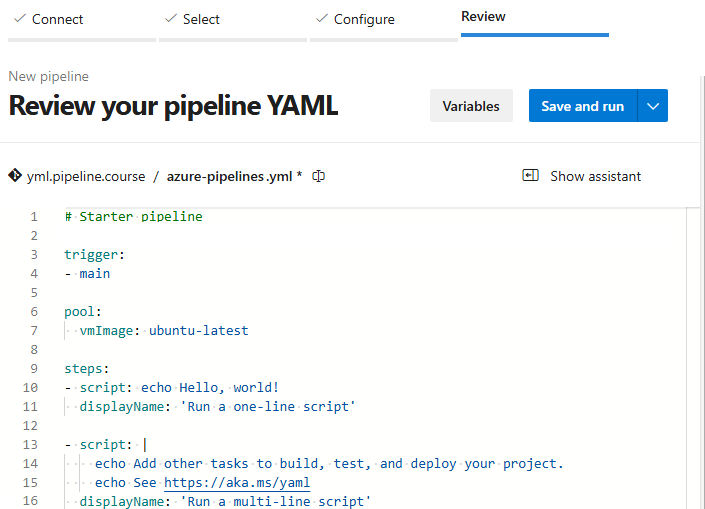 Connect Select Configure Review
New pipeline
Review your pipeline YAML Variables Save and run
yml.pipeline.course / azure-pipelines.yml * Show assistant
1 # Starter pipeline
2
3 trigger:
4 - main
5
6 pool:
7   vmImage: ubuntu-latest
8
9 steps:
10 - script: echo Hello, world!
11   displayName: 'Run a one-line script'
12
13 - script: |
14     echo Add other tasks to build, test, and deploy your project.
15     echo See https://aka.ms/yaml
16   displayName: 'Run a multi-line script'